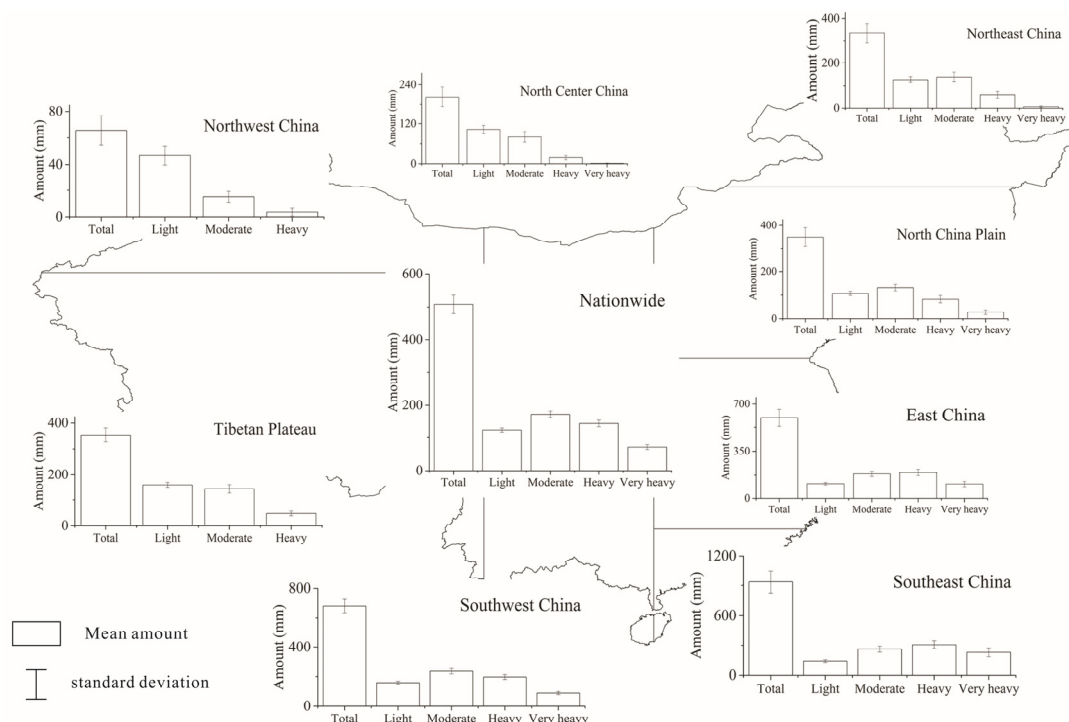 Northeast China
Amount (mm)
400
200
0
Total Light Moderate Heavy Very heavy
North Center China
Amount (mm)
240
120
0
Total Light Moderate Heavy Very heavy
Northwest China
Amount (mm)
80
40
0
Total Light Moderate Heavy
North China Plain
Amount (mm)
400
200
0
Total Light Moderate Heavy Very heavy
Nationwide
Amount (mm)
600
400
200
0
Total Light Moderate Heavy Very heavy
Tibetan Plateau
Amount (mm)
400
200
0
Total Light Moderate Heavy
East China
Amount (mm)
700
350
0
Total Light Moderate Heavy Very heavy
Southwest China
Amount (mm)
800
400
0
Total Light Moderate Heavy Very heavy
Southeast China
Amount (mm)
1200
600
0
Total Light Moderate Heavy Very heavy
Mean amount
standard deviation